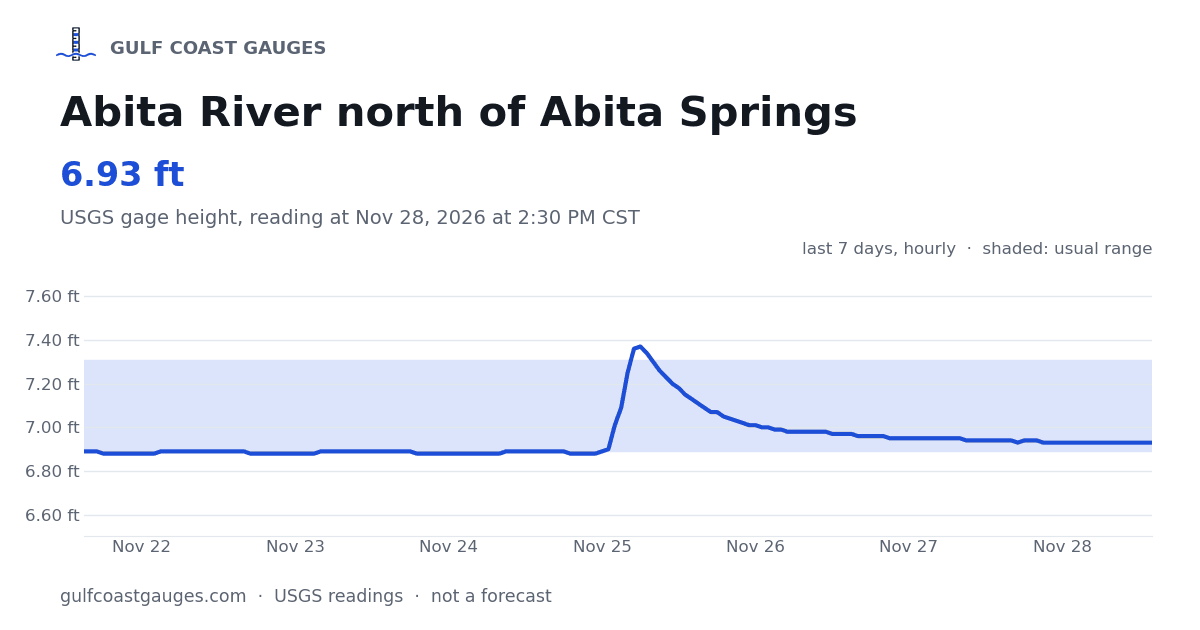 GULF COAST GAUGES
Abita River north of Abita Springs
6.93 ft
USGS gage height, reading at Nov 28, 2026 at 2:30 PM CST
last 7 days, hourly · shaded: usual range
7.60 ft
7.40 ft
7.20 ft
7.00 ft
6.80 ft
6.60 ft
Nov 22 Nov 23 Nov 24 Nov 25 Nov 26 Nov 27 Nov 28
gulfcoastgauges.com · USGS readings · not a forecast